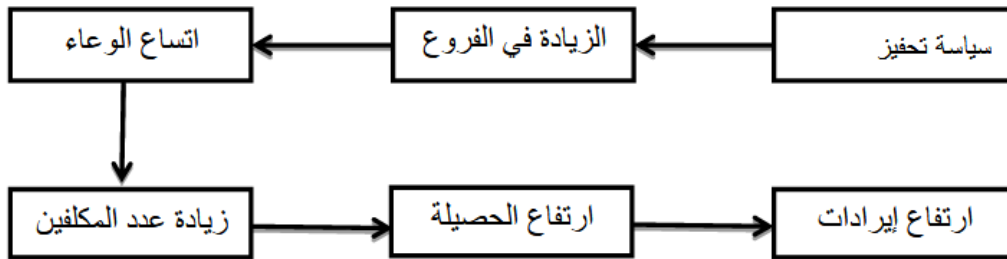 سياسة تحفيز
الزيادة في الفروع
اتساع الوعاء
زيادة عدد المكلفين
ارتفاع الحصيلة
ارتفاع إيرادات